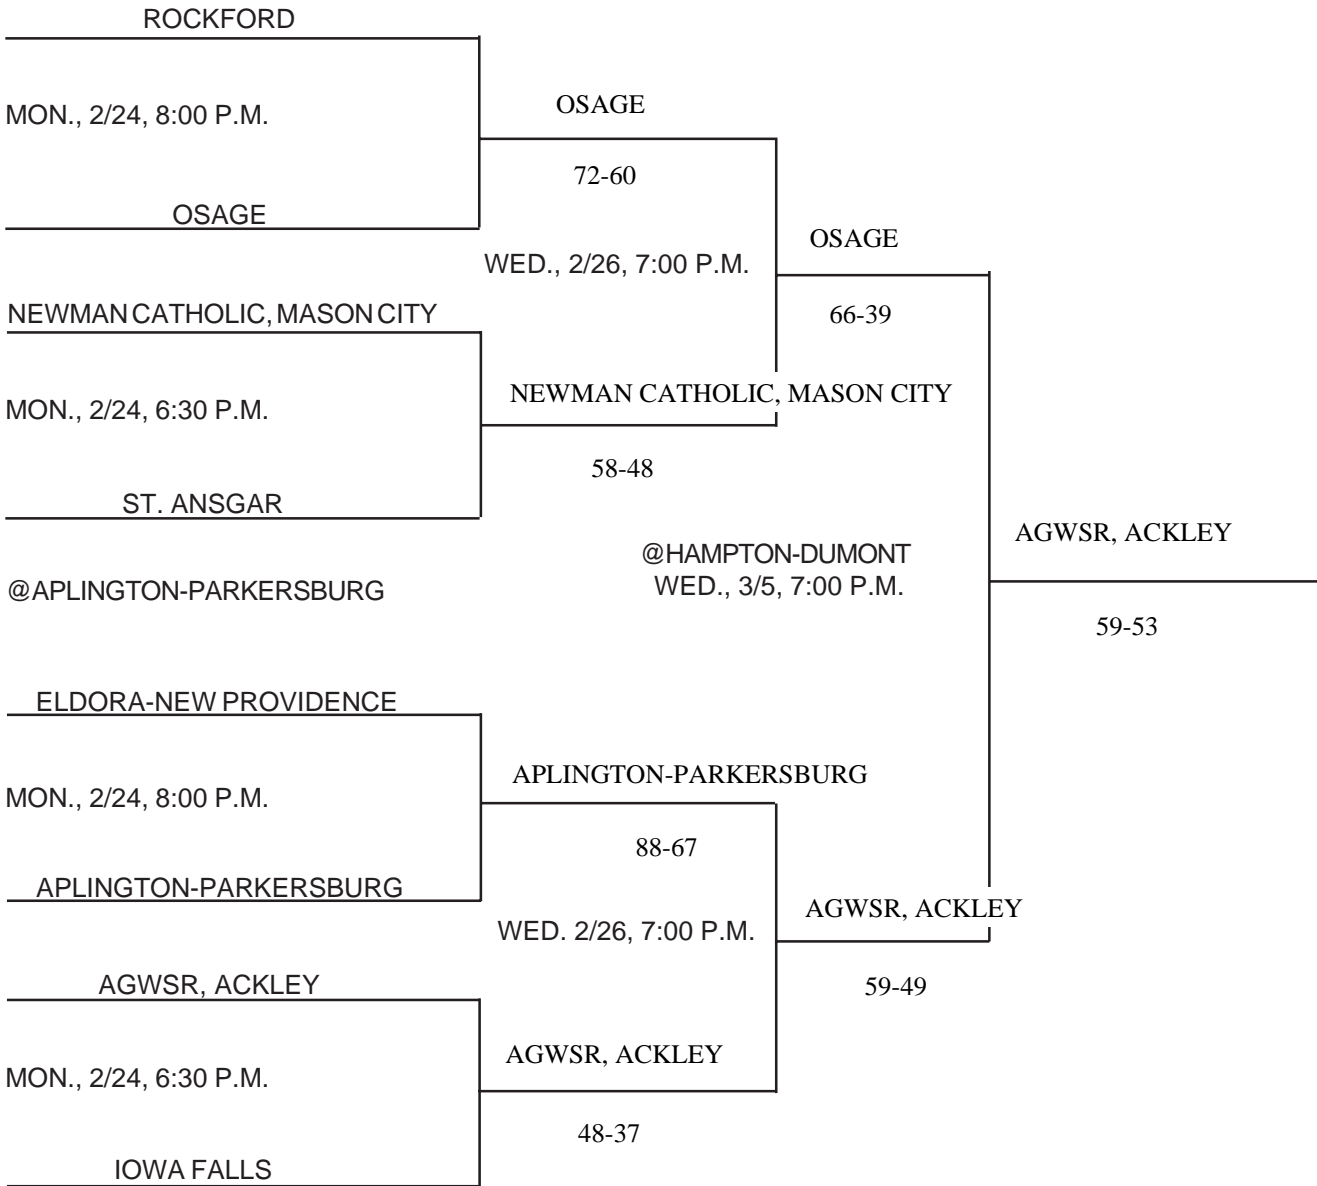 ROCKFORD
MON., 2/24, 8:00 P.M.
OSAGE
OSAGE
72-60
WED., 2/26, 7:00 P.M.
OSAGE
66-39
NEWMAN CATHOLIC, MASON CITY
MON., 2/24, 6:30 P.M.
NEWMAN CATHOLIC, MASON CITY
58-48
ST. ANSGAR
@HAMPTON-DUMONT
WED., 3/5, 7:00 P.M.
AGWSR, ACKLEY
59-53
@APLINGTON-PARKERSBURG
ELDORA-NEW PROVIDENCE
MON., 2/24, 8:00 P.M.
APLINGTON-PARKERSBURG
88-67
APLINGTON-PARKERSBURG
WED. 2/26, 7:00 P.M.
AGWSR, ACKLEY
59-49
AGWSR, ACKLEY
MON., 2/24, 6:30 P.M.
AGWSR, ACKLEY
48-37
IOWA FALLS